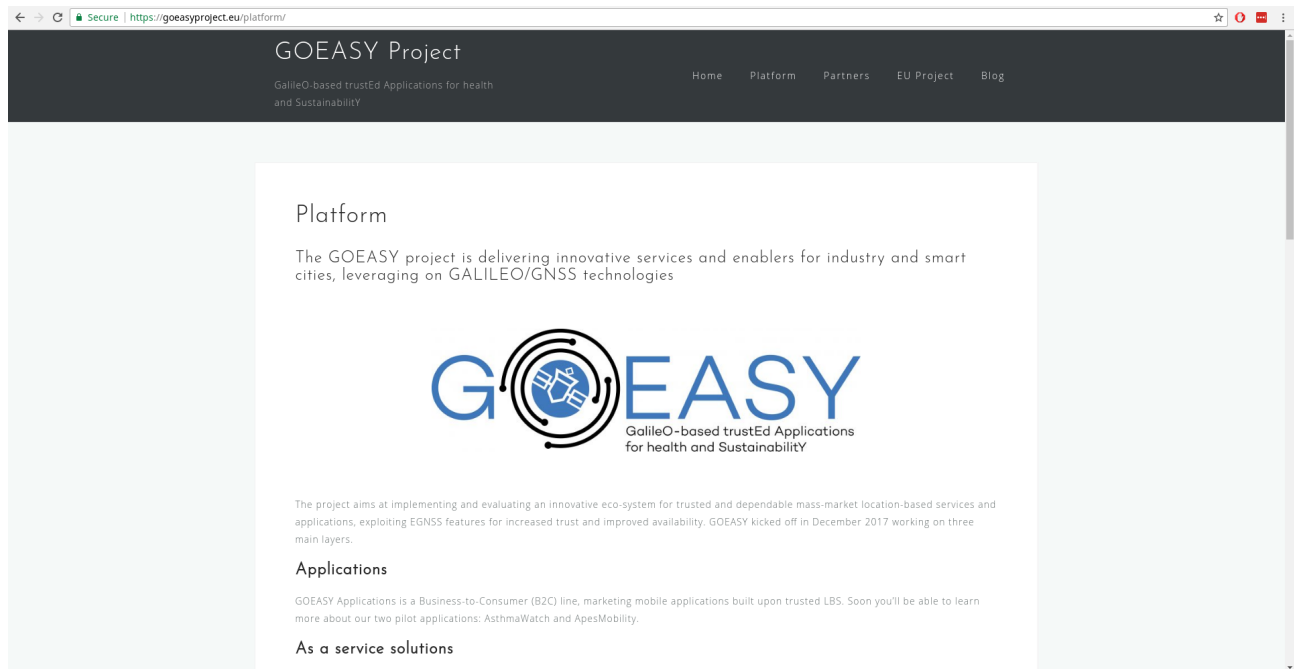 Secure | https://goeasyproject.eu/platform/
GOEASY Project
GalileO-based trustEd Applications for health
and SustainabilitY
Home Platform Partners EU Project Blog
Platform
The GOEASY project is delivering innovative services and enablers for industry and smart
cities, leveraging on GALILEO/GNSS technologies
GOEASY
GalileO-based trustEd Applications
for health and SustainabilitY
The project aims at implementing and evaluating an innovative eco-system for trusted and dependable mass-market location-based services and
applications, exploiting EGNSS features for increased trust and improved availability. GOEASY kicked off in December 2017 working on three
main layers.
Applications
GOEASY Applications is a Business-to-Consumer (B2C) line, marketing mobile applications built upon trusted LBS. Soon you'll be able to learn
more about our two pilot applications: AsthmaWatch and ApesMobility.
As a service solutions